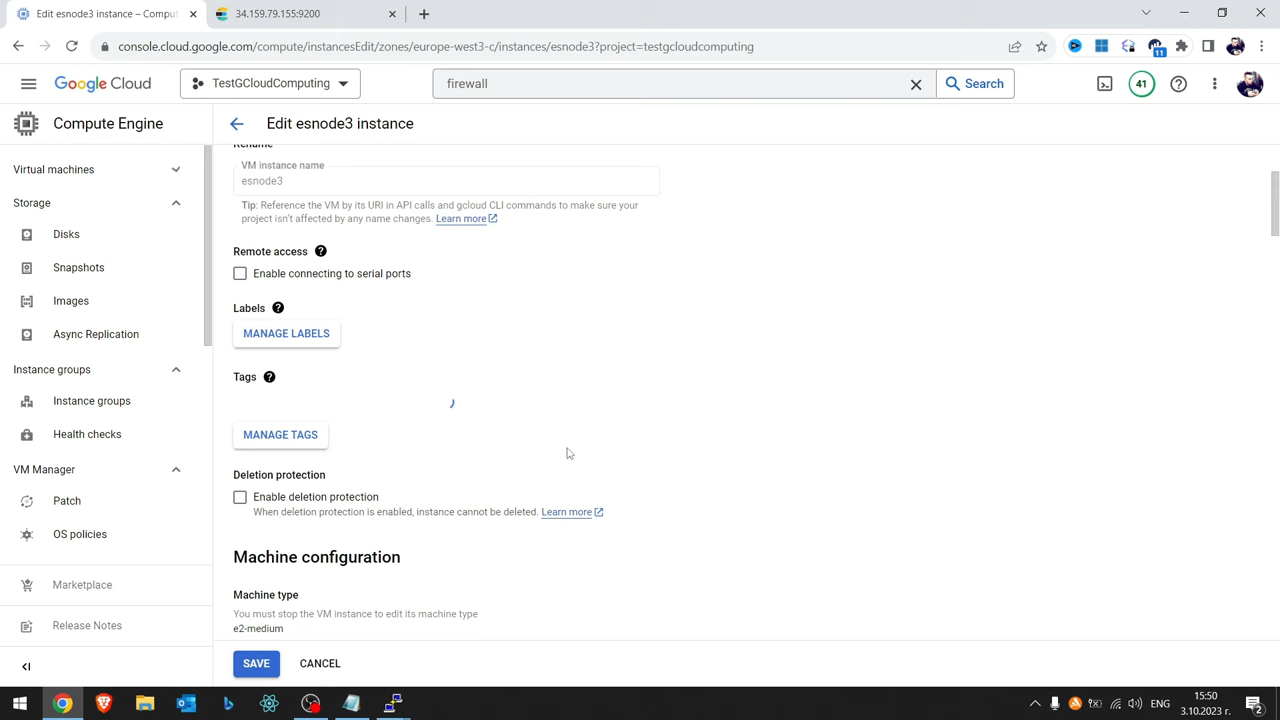 Edit esnode3 instance – Comput
34.159.79.155:9200
console.cloud.google.com/compute/instancesEdit/zones/europe-west3-c/instances/esnode3?project=testgcloudcomputing
11
Google Cloud
TestGCloudComputing
firewall
Search
41
Compute Engine
Edit esnode3 instance
Virtual machines
Storage
Disks
Snapshots
Images
Async Replication
Instance groups
Instance groups
Health checks
VM Manager
Patch
OS policies
Marketplace
Release Notes
Rename
VM instance name
esnode3
Tip: Reference the VM by its URI in API calls and gcloud CLI commands to make sure your
project isn't affected by any name changes. Learn more
Remote access
Enable connecting to serial ports
Labels
MANAGE LABELS
Tags
MANAGE TAGS
Deletion protection
Enable deletion protection
When deletion protection is enabled, instance cannot be deleted. Learn more
Machine configuration
Machine type
You must stop the VM instance to edit its machine type
e2-medium
SAVE
CANCEL
ENG
15:50
3.10.2023 г.
2